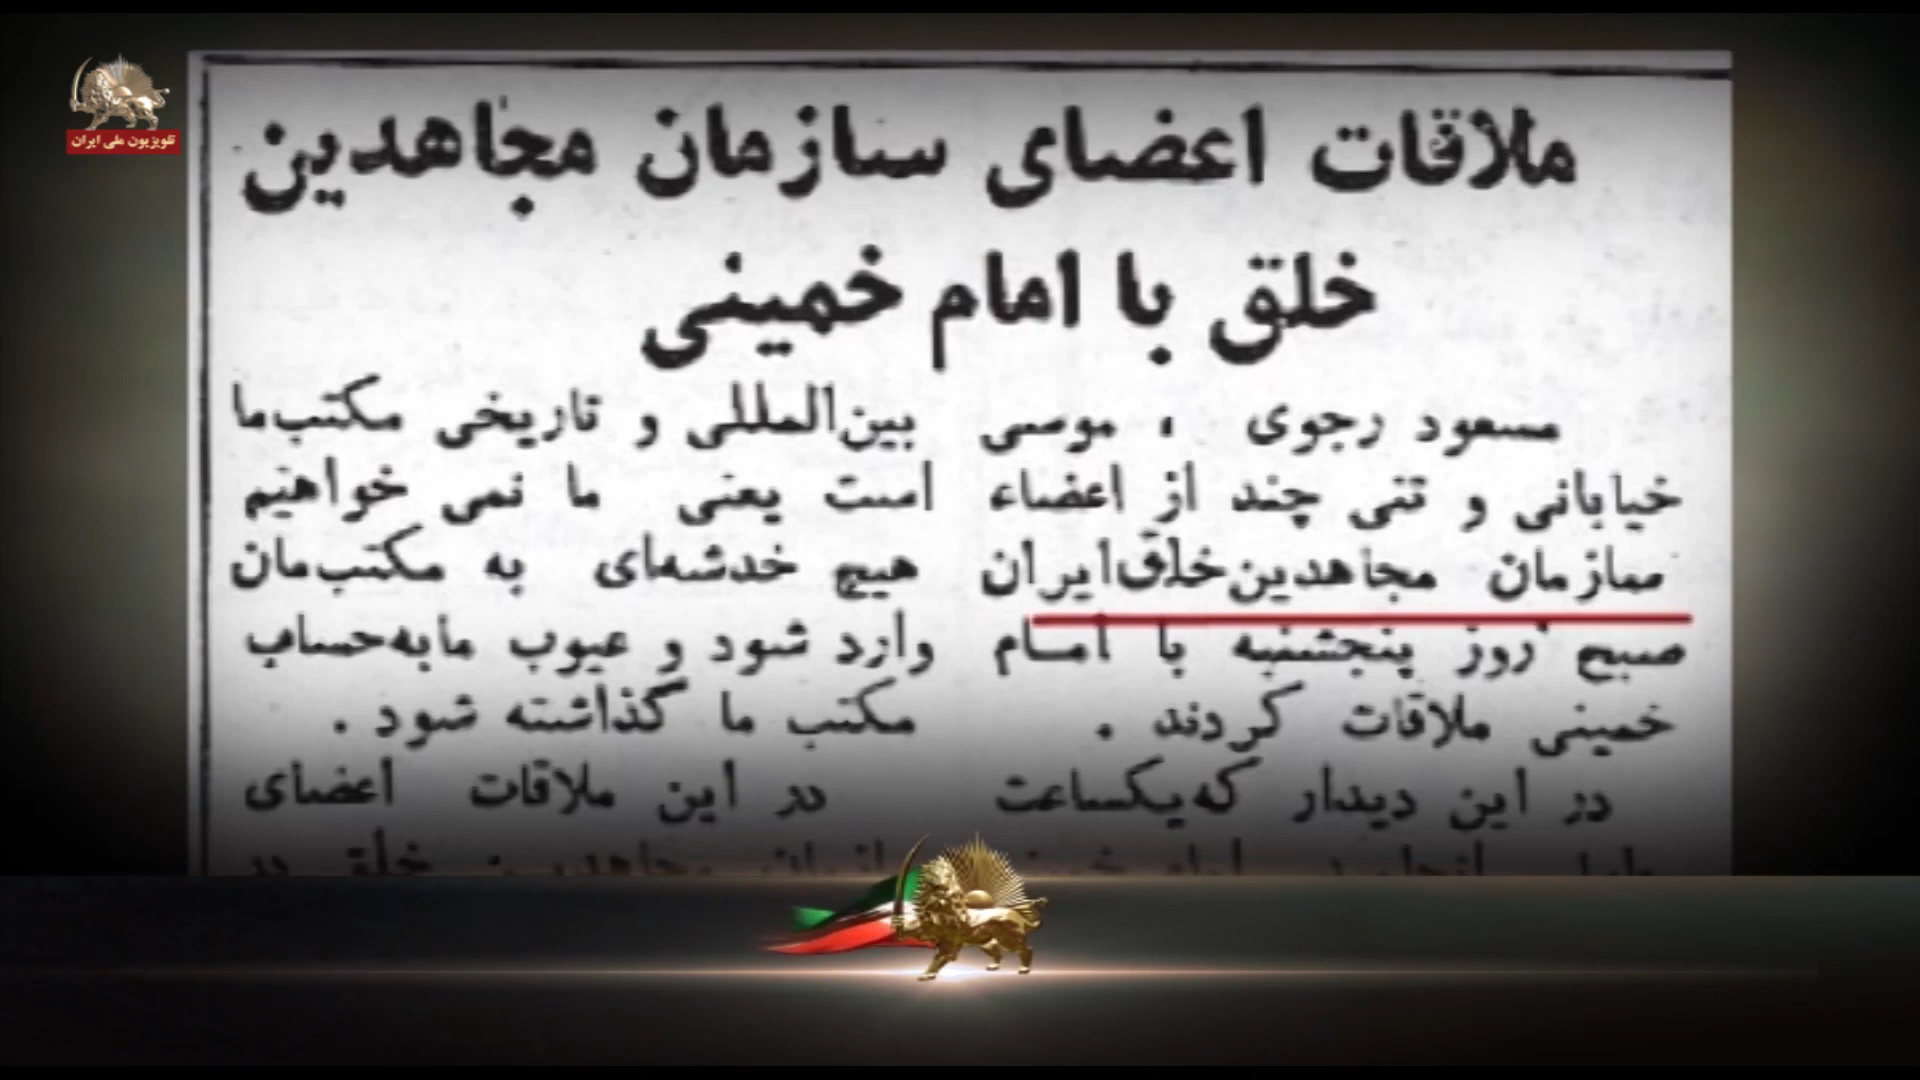 تلویزیون ملی ایران
ملاقات اعضای سازمان مجاهدین
خلق با امام خمینی
مسعود رجوی ، موسی
خیابانی و تنی چند از اعضاء
سازمان مجاهدین‌خلق‌ایران
صبح روز پنجشنبه با امام
خمینی ملاقات کردند .
در این دیدار که‌یکساعت
بین‌المللی و تاریخی مکتب‌ما
است یعنی ما نمی خواهیم
هیچ خدشه‌ای به مکتب‌مان
وارد شود و عیوب مابه‌حساب
مکتب ما گذاشته شود .
در این ملاقات اعضای